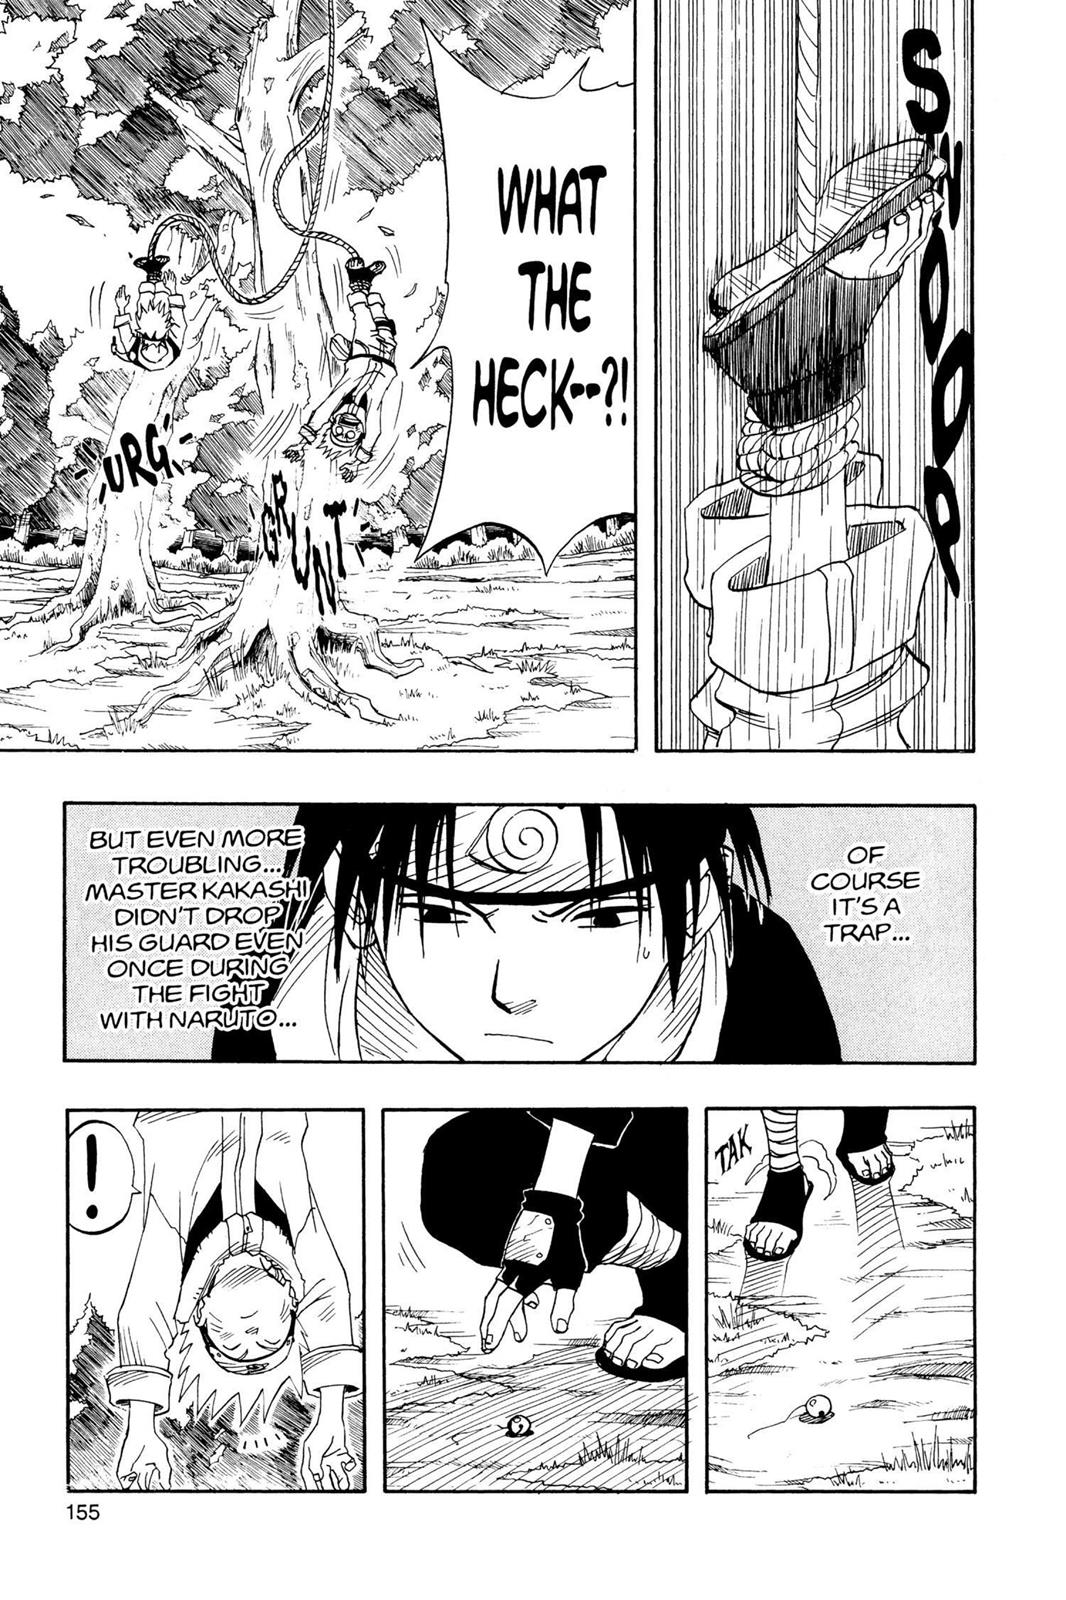 SWOOP
WHAT
THE
HECK--?!
URG
GRUNT
OF
COURSE
IT'S A
TRAP...
BUT EVEN MORE
TROUBLING...
MASTER KAKASHI
DIDN'T DROP
HIS GUARD EVEN
ONCE DURING
THE FIGHT
WITH NARUTO...
TAK
!
155